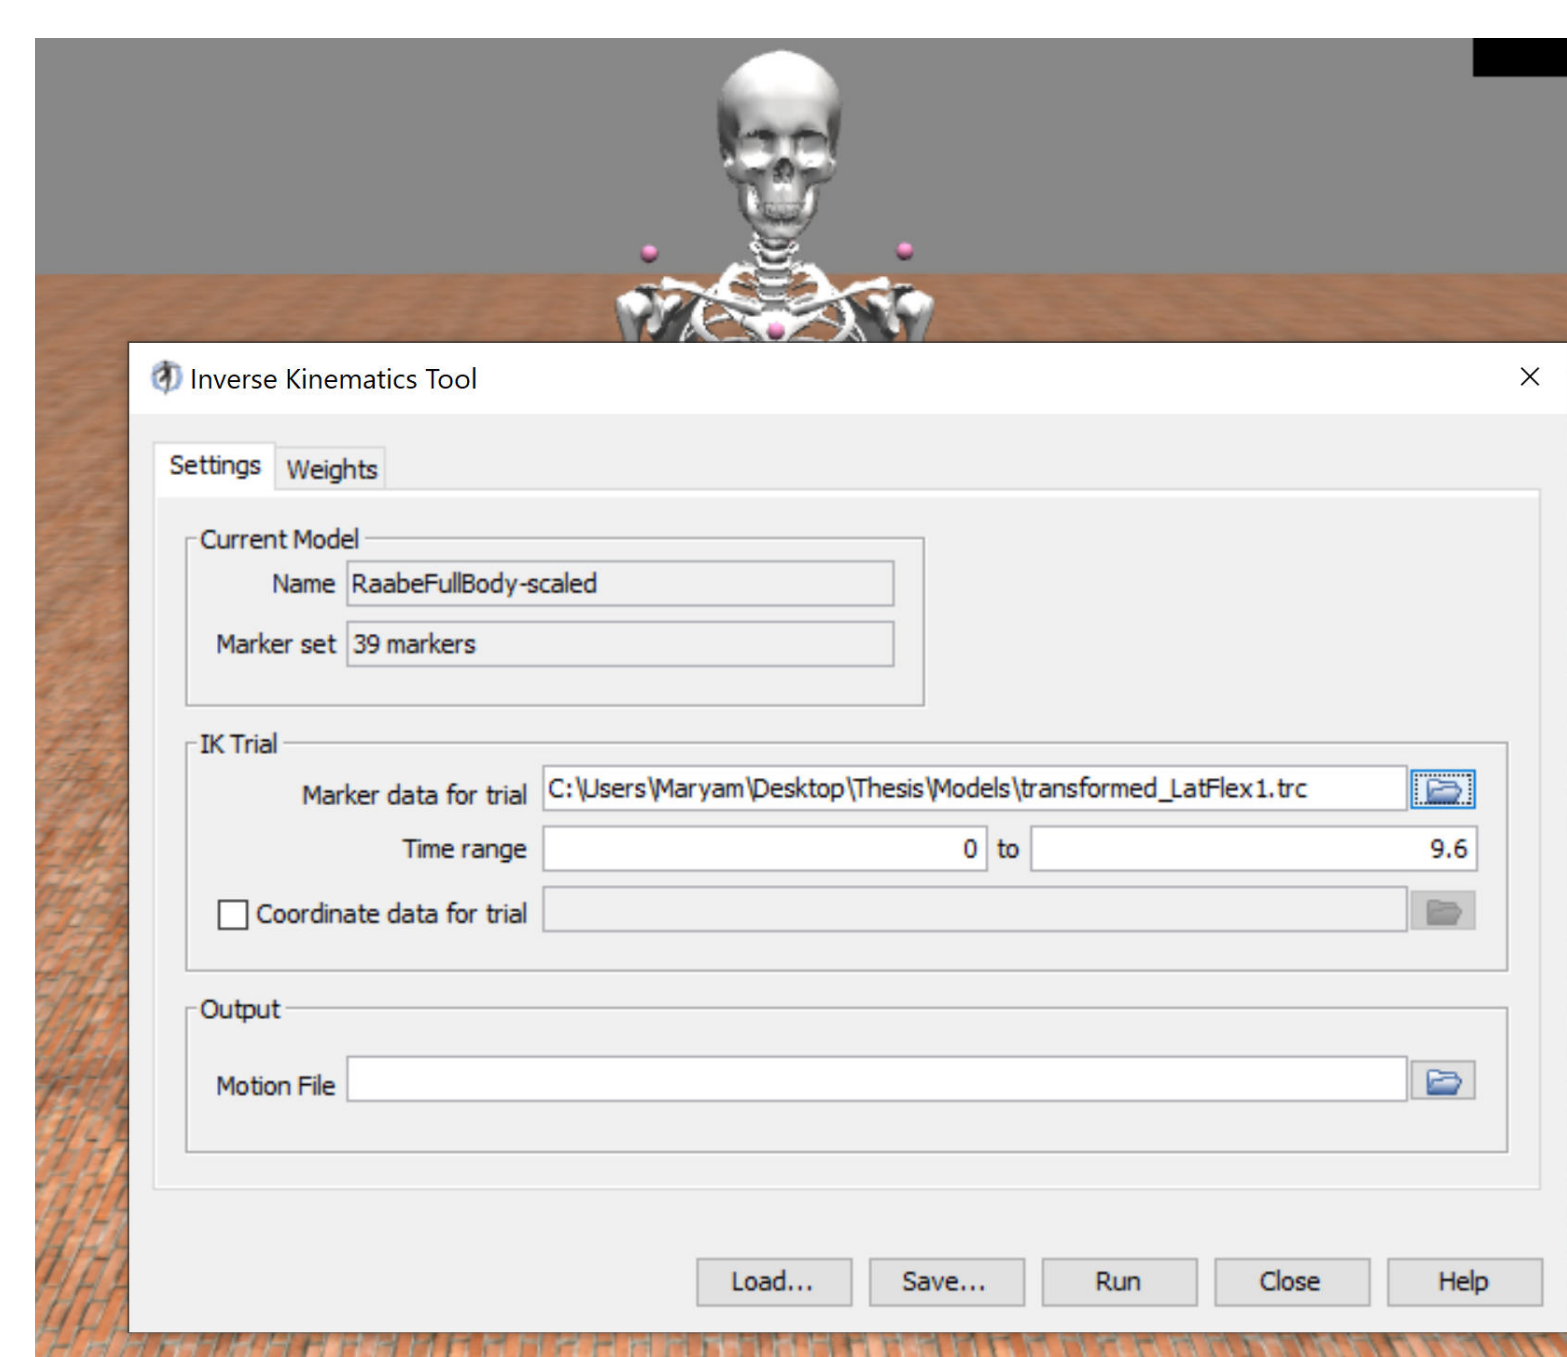 Inverse Kinematics Tool
Settings Weights
Current Model
Name RaabeFullBody-scaled
Marker set 39 markers
IK Trial
Marker data for trial C:\Users\Maryam\Desktop\Thesis\Models\transformed_LatFlex1.trc
Time range 0 to 9.6
Coordinate data for trial
Output
Motion File
Load... Save... Run Close Help